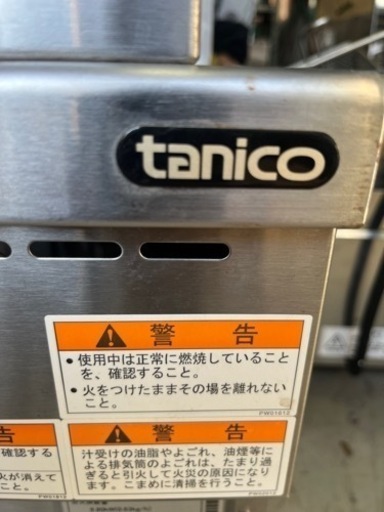 tanico
警告
• 使用中は正常に燃焼していること
を、確認すること。
• 火をつけたままその場を離れない
こと。
PW01612
認する
火が消えて
警告
汁受けの油脂やよごれ、油煙等に
よる排気筒のよごれは、たまり過
ぎると引火して火災の原因になり
ます。こまめに清掃を行うこと。